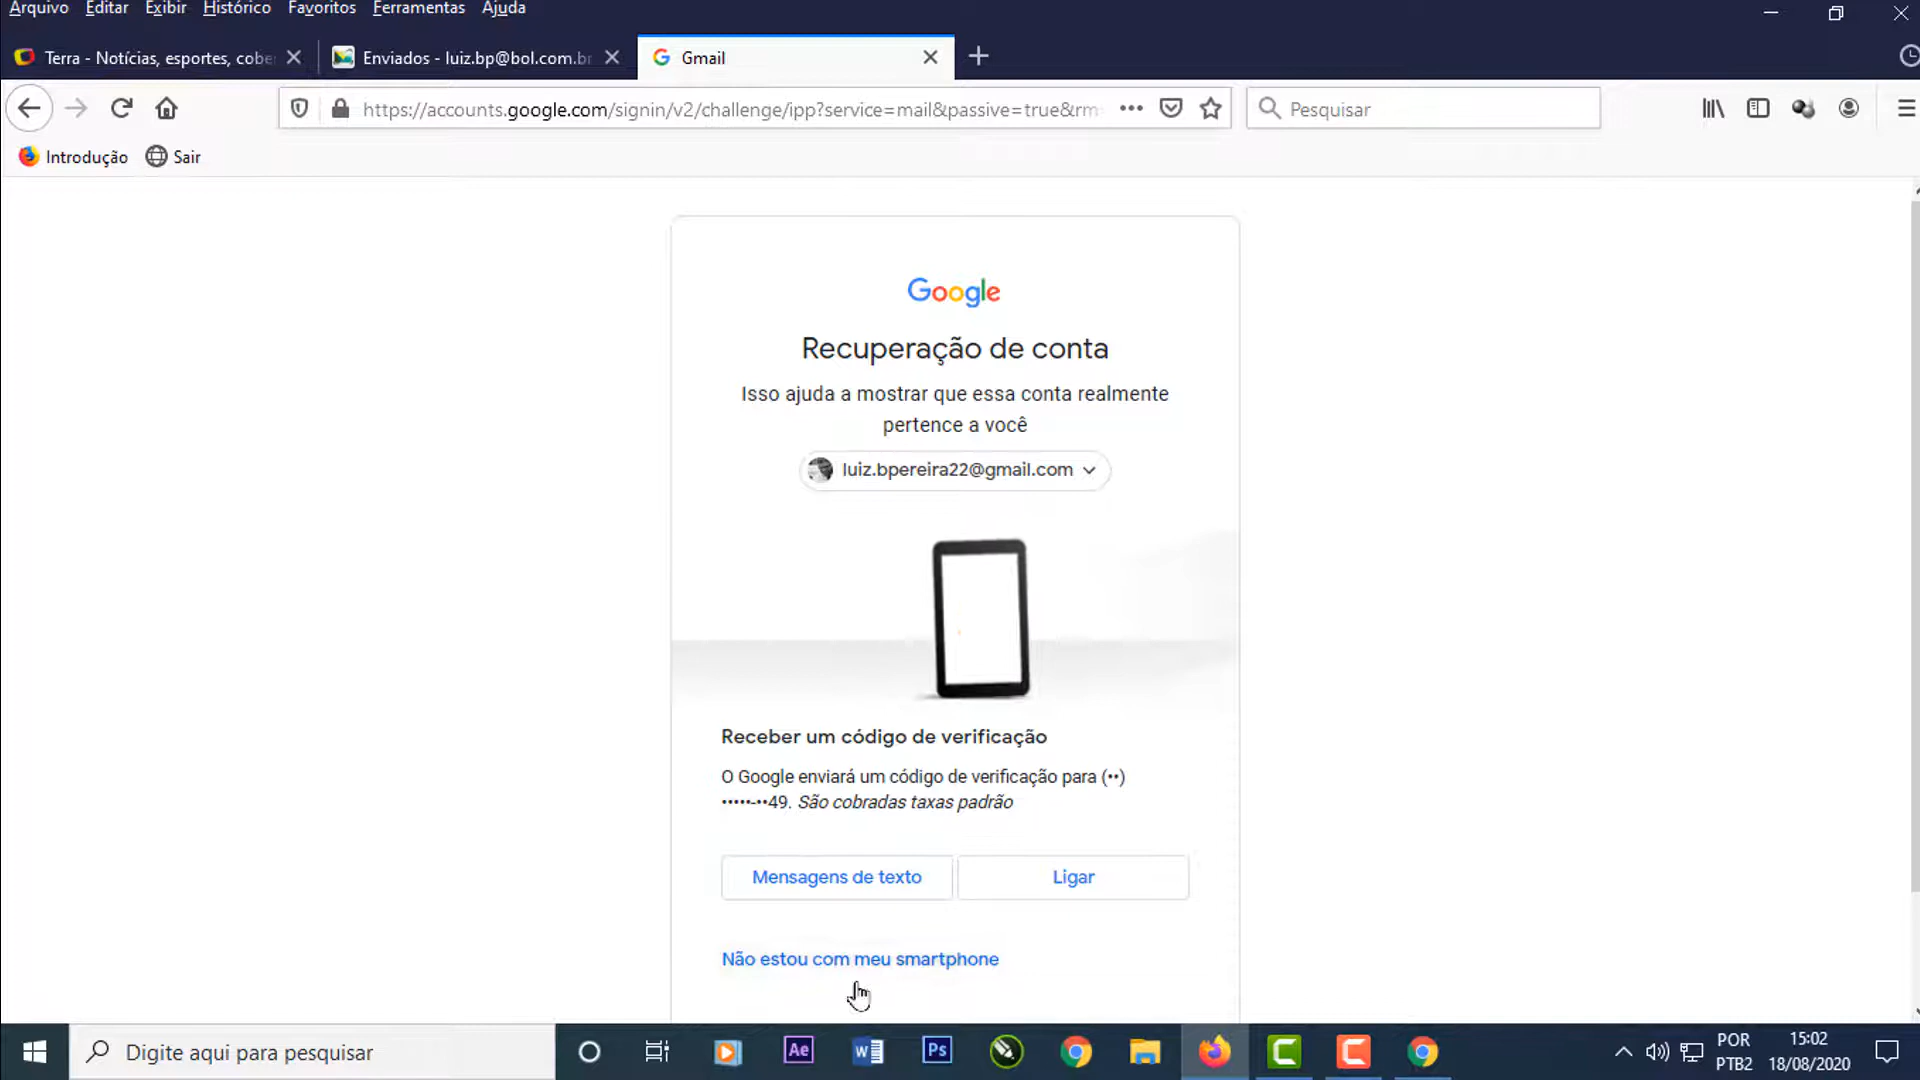 Arquivo Editar Exibir Histórico Favoritos Ferramentas Ajuda
Terra - Notícias, esportes, cobe
Enviados - luiz.bp@bol.com.br
Gmail
https://accounts.google.com/signin/v2/challenge/ipp?service=mail&passive=true&rm
Pesquisar
Introdução
Sair
Google
Recuperação de conta
Isso ajuda a mostrar que essa conta realmente
pertence a você
luiz.bpereira22@gmail.com
Receber um código de verificação
O Google enviará um código de verificação para (••)
•••••-••49. São cobradas taxas padrão
Mensagens de texto
Ligar
Não estou com meu smartphone
Digite aqui para pesquisar
Ae
Ps
POR
PTB2
15:02
18/08/2020